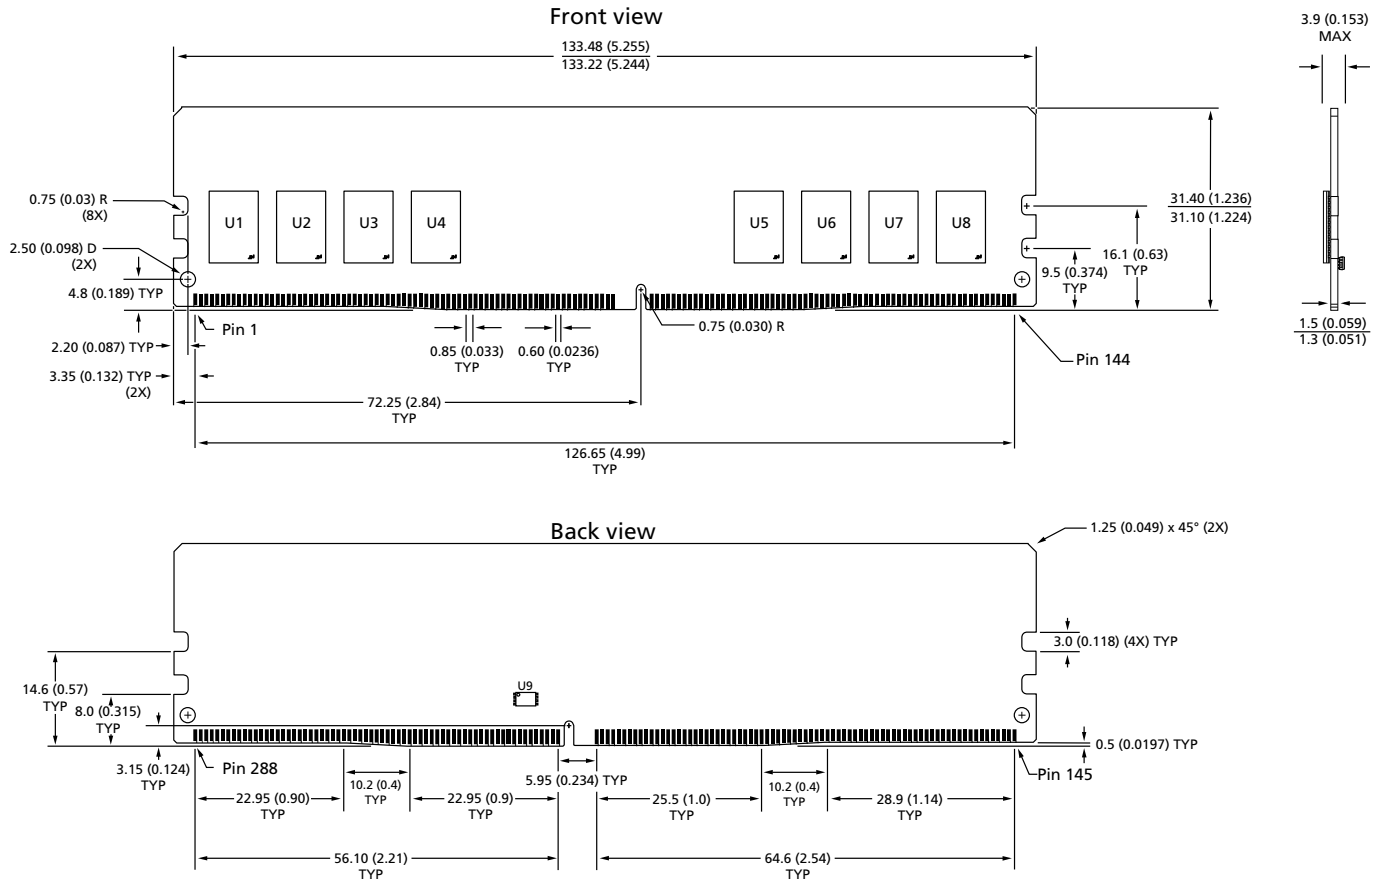 Front view
3.9 (0.153)
MAX
133.48 (5.255)
133.22 (5.244)
0.75 (0.03) R
(8X)
U1
U2
U3
U4
U5
U6
U7
U8
31.40 (1.236)
31.10 (1.224)
2.50 (0.098) D
(2X)
16.1 (0.63)
TYP
9.5 (0.374)
TYP
4.8 (0.189) TYP
Pin 1
0.75 (0.030) R
1.5 (0.059)
1.3 (0.051)
2.20 (0.087) TYP
0.85 (0.033)
TYP
0.60 (0.0236)
TYP
Pin 144
3.35 (0.132) TYP
(2X)
72.25 (2.84)
TYP
126.65 (4.99)
TYP
Back view
1.25 (0.049) x 45° (2X)
3.0 (0.118) (4X) TYP
14.6 (0.57)
TYP
U9
8.0 (0.315)
TYP
0.5 (0.0197) TYP
3.15 (0.124)
TYP
Pin 288
5.95 (0.234) TYP
Pin 145
22.95 (0.90)
TYP
10.2 (0.4)
TYP
22.95 (0.9)
TYP
25.5 (1.0)
TYP
10.2 (0.4)
TYP
28.9 (1.14)
TYP
56.10 (2.21)
TYP
64.6 (2.54)
TYP